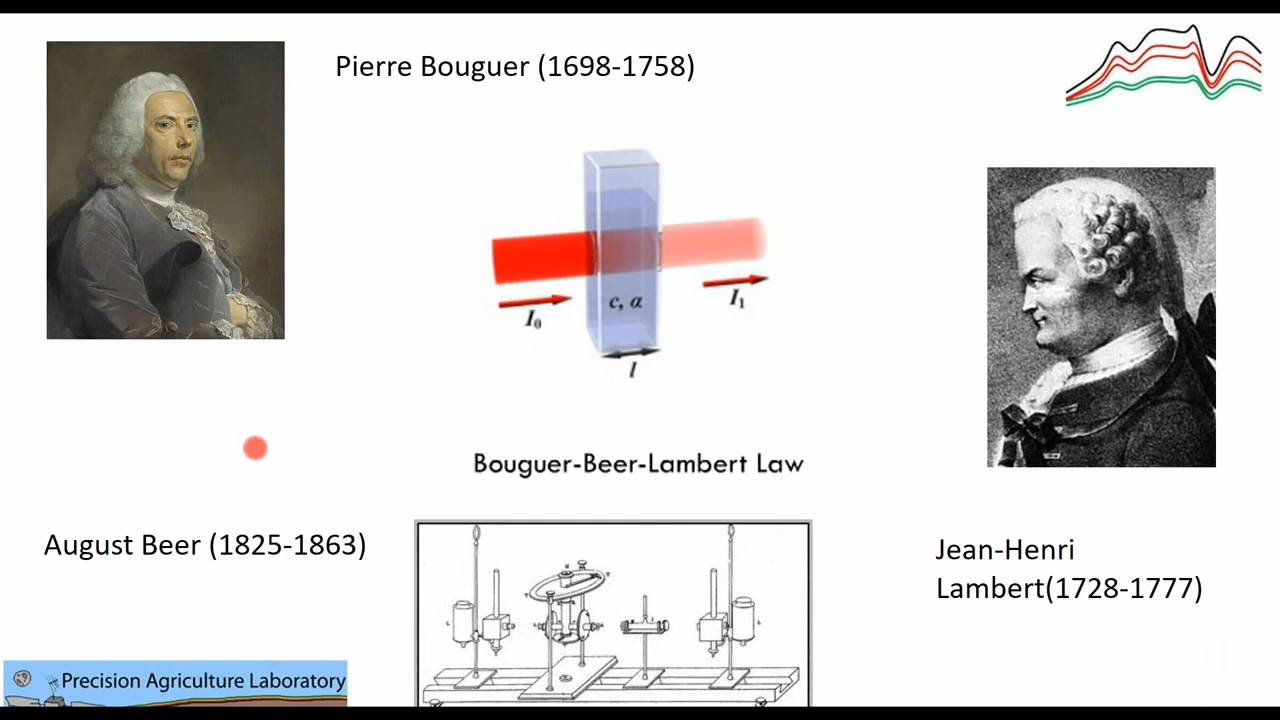 Pierre Bouguer (1698-1758)
c, α
I₀
I₁
l
Bouguer-Beer-Lambert Law
August Beer (1825-1863)
Jean-Henri
Lambert(1728-1777)
Precision Agriculture Laboratory